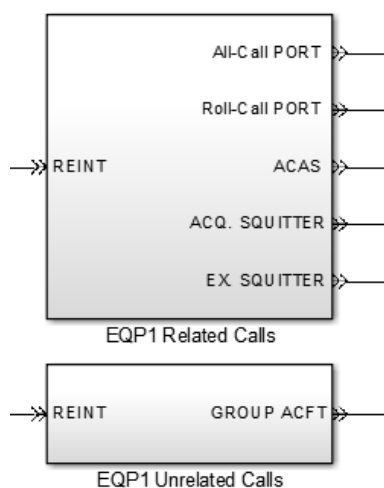 All-Call PORT
Roll-Call PORT
REINT ACAS
ACQ. SQUITTER
EX. SQUITTER
EQP1 Related Calls
REINT GROUP ACFT
EQP1 Unrelated Calls